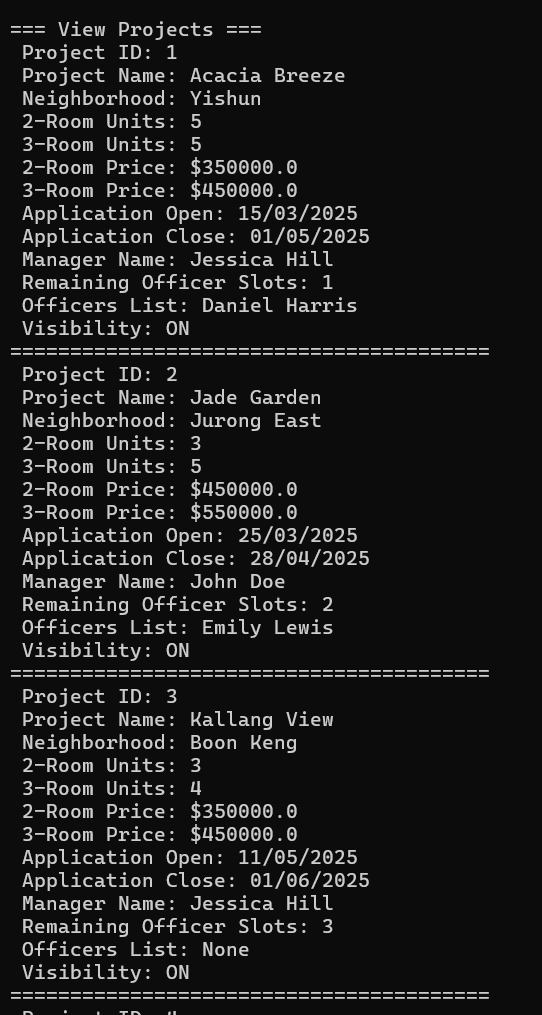 === View Projects ===
Project ID: 1
Project Name: Acacia Breeze
Neighborhood: Yishun
2-Room Units: 5
3-Room Units: 5
2-Room Price: $350000.0
3-Room Price: $450000.0
Application Open: 15/03/2025
Application Close: 01/05/2025
Manager Name: Jessica Hill
Remaining Officer Slots: 1
Officers List: Daniel Harris
Visibility: ON
========================================
Project ID: 2
Project Name: Jade Garden
Neighborhood: Jurong East
2-Room Units: 3
3-Room Units: 5
2-Room Price: $450000.0
3-Room Price: $550000.0
Application Open: 25/03/2025
Application Close: 28/04/2025
Manager Name: John Doe
Remaining Officer Slots: 2
Officers List: Emily Lewis
Visibility: ON
========================================
Project ID: 3
Project Name: Kallang View
Neighborhood: Boon Keng
2-Room Units: 3
3-Room Units: 4
2-Room Price: $350000.0
3-Room Price: $450000.0
Application Open: 11/05/2025
Application Close: 01/06/2025
Manager Name: Jessica Hill
Remaining Officer Slots: 3
Officers List: None
Visibility: ON
========================================
Project ID: 4